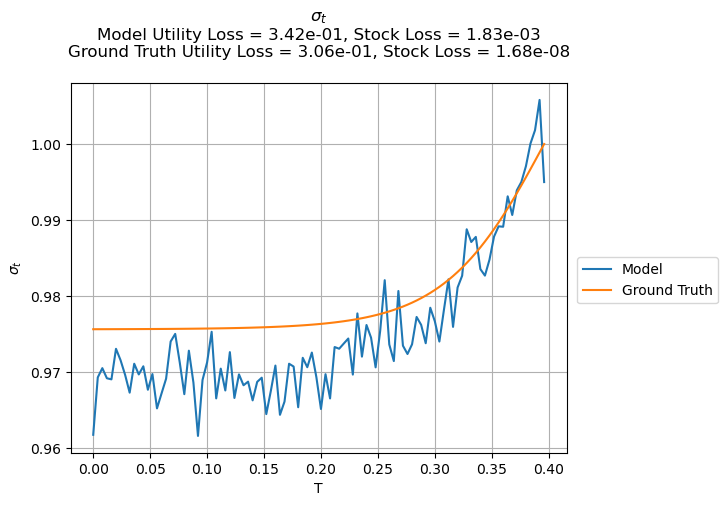 σₜ
Model Utility Loss = 3.42e-01, Stock Loss = 1.83e-03
Ground Truth Utility Loss = 3.06e-01, Stock Loss = 1.68e-08
1.00
0.99
0.98
0.97
0.96
σₜ
0.00 0.05 0.10 0.15 0.20 0.25 0.30 0.35 0.40
T
Model
Ground Truth